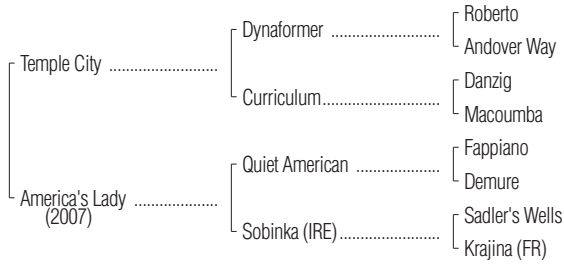 Roberto
Dynaformer ....................
Andover Way
Temple City ....................
Danzig
Curriculum......................
Macoumba
Fappiano
Quiet American ...............
Demure
America's Lady ...............
(2007)
Sadler's Wells
Sobinka (IRE)..................
Krajina (FR)